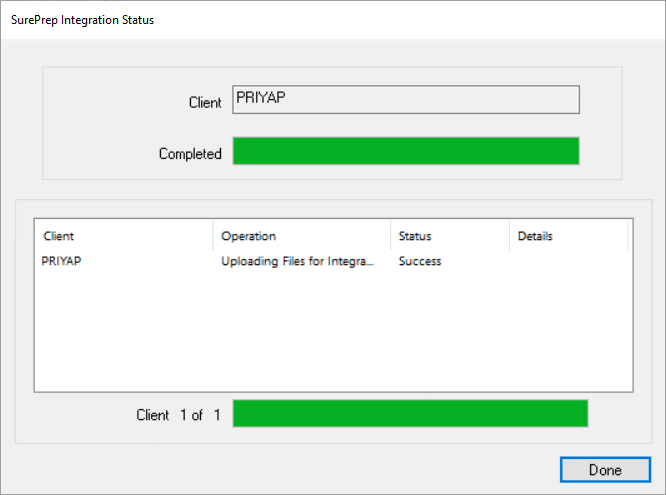 SurePrep Integration Status
Client PRIYAP
Completed
Client Operation Status Details
PRIYAP Uploading Files for Integra... Success
Client 1 of 1
Done